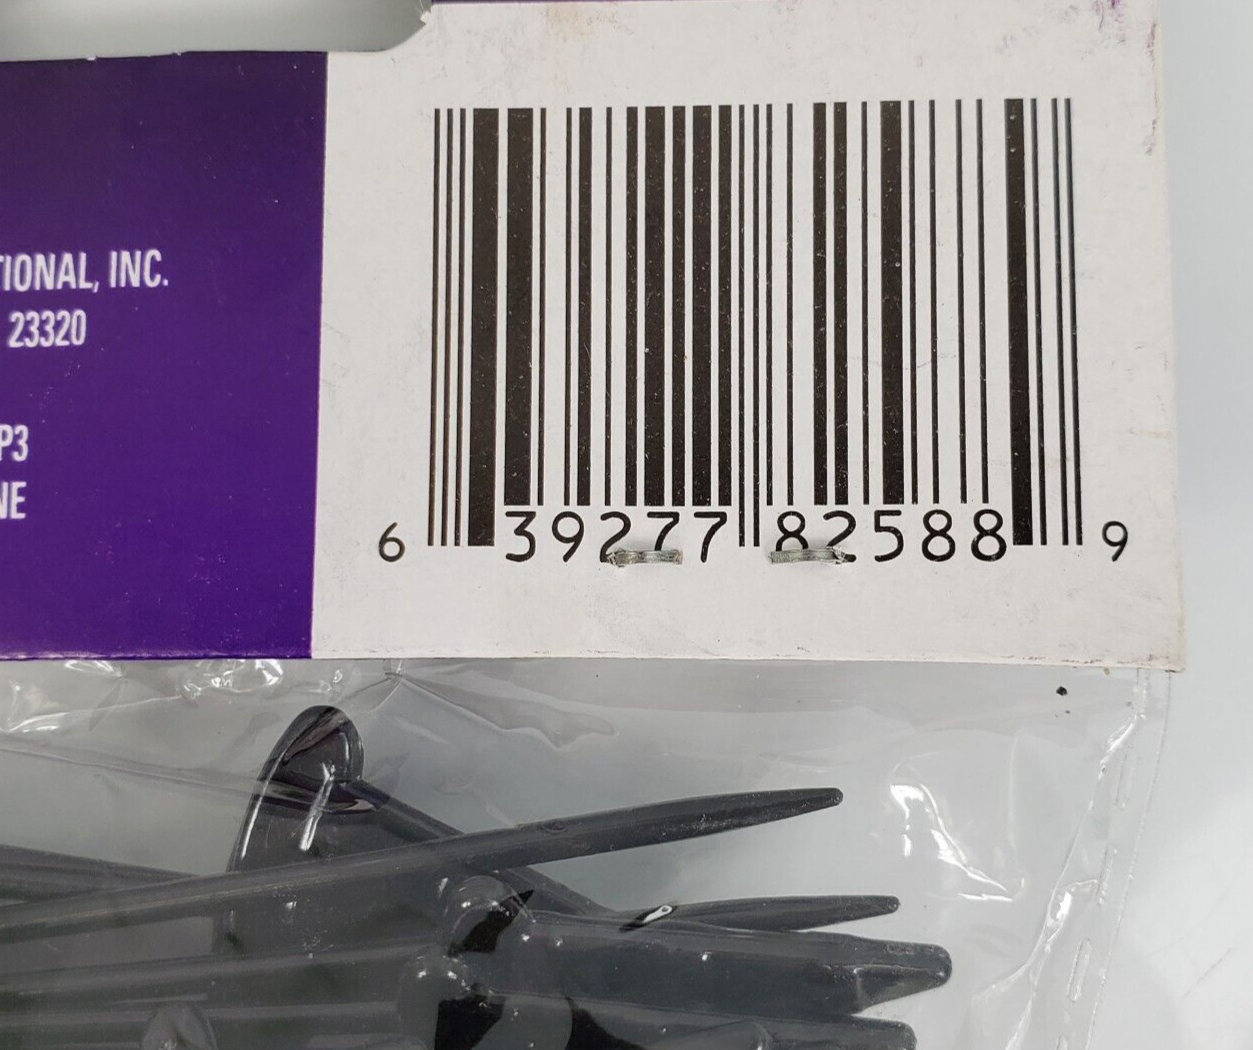 TIONAL, INC.
23320
P3
NE
6 39277 82588 9